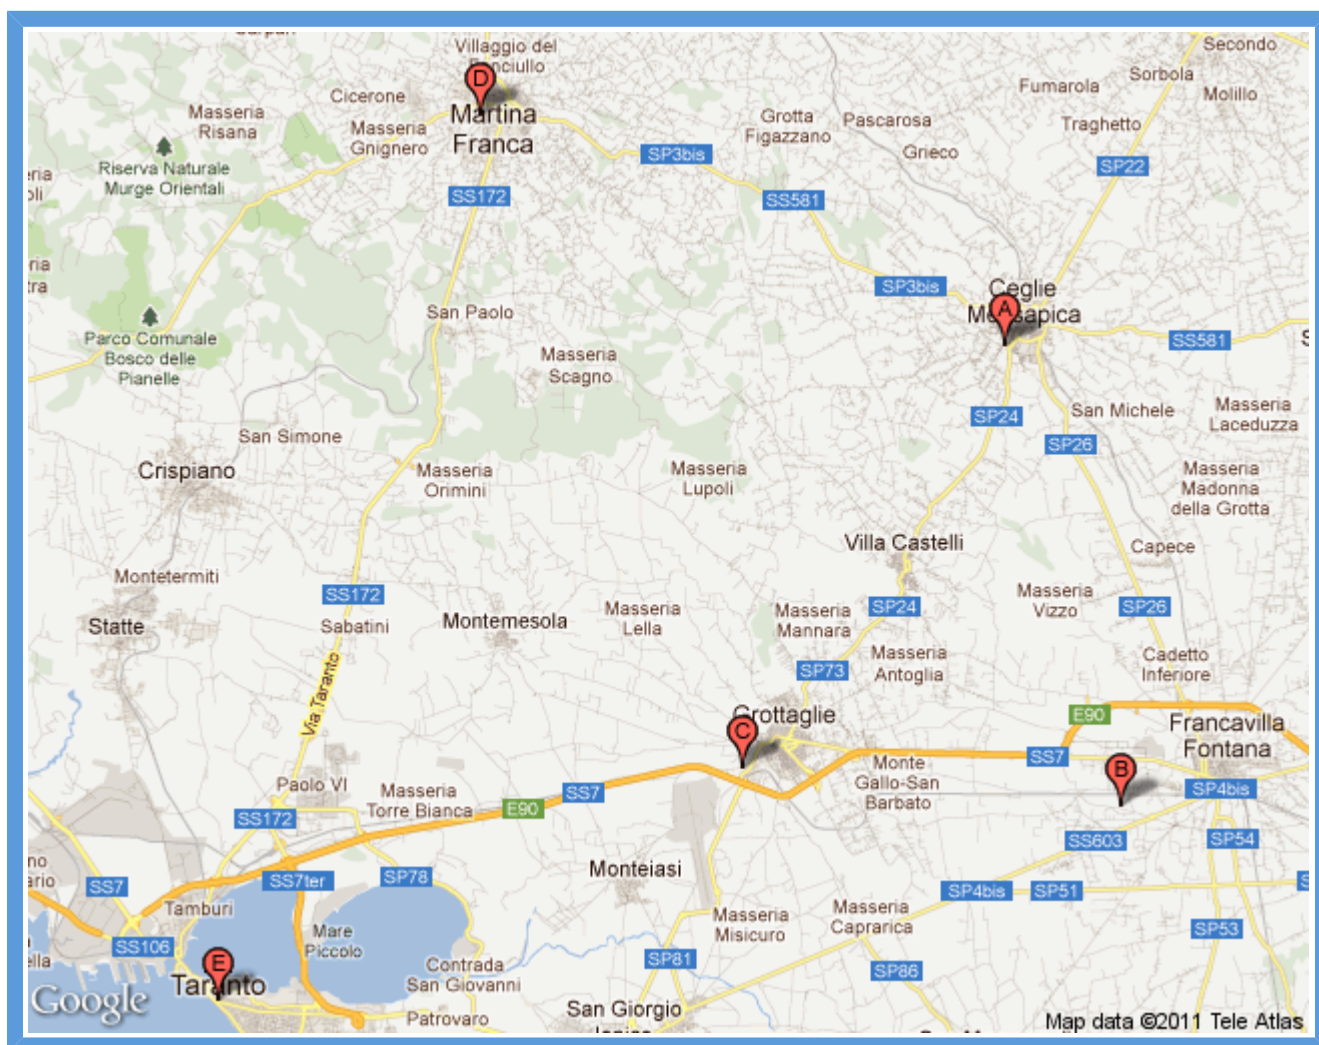 Villaggio del
Secondo
Sorbola
Fumarola
Molillo
D
Cicerone
Masseria
Risana
Martina
Franca
Masseria
Gnignero
Grotta
Figazzano
Pascarosa
Grieco
Traghetto
SP3bis
SP22
Riserva Naturale
Murge Orientali
SS172
SS581
SP3bis
Ceglie
A
San Paolo
Parco Comunale
Bosco delle
Pianelle
SS581
Masseria
Scagno
SP24
San Michele
Masseria
Laceduzza
San Simone
SP26
Crispiano
Masseria
Orimini
Masseria
Lupoli
Masseria
Madonna
della Grotta
Villa Castelli
Capece
Montetermiti
SS172
Masseria
Vizzo
SP24
SP26
Statte
Sabatini
Montemesola
Masseria
Lella
Masseria
Mannara
Masseria
Antoglia
Cadetto
Inferiore
SP73
Via Taranto
Grottaglie
E90
Francavilla
Fontana
C
SS7
Monte
Gallo-San
Barbato
B
Paolo VI
Masseria
Torre Bianca
SS7
E90
SP4bis
SS172
SS603
SP54
Monteiasi
SS7
SS7ter
SP78
SP4bis
SP51
Tamburi
Masseria
Misicuro
Masseria
Caprarica
Mare
Piccolo
SP53
SS106
SP81
SP86
E
Contrada
San Giovanni
Taranto
Google
San Giorgio
Patrovaro
Map data ©2011 Tele Atlas